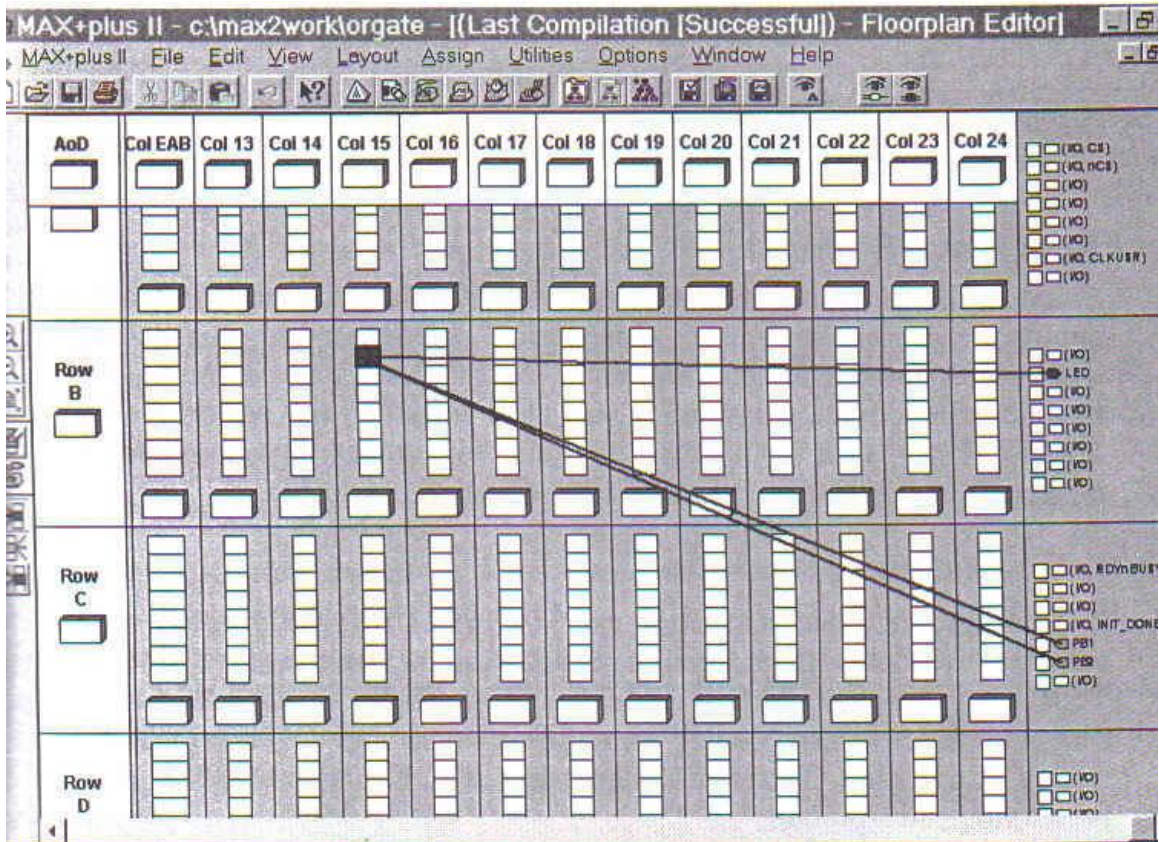 MAX+plus II - c:\max2work\orgate - [(Last Compilation [Successful]) - Floorplan Editor]
MAX+plus II File Edit View Layout Assign Utilities Options Window Help
AoD Col EAB Col 13 Col 14 Col 15 Col 16 Col 17 Col 18 Col 19 Col 20 Col 21 Col 22 Col 23 Col 24
(I/O, CS)
(I/O, nCS)
(I/O)
(I/O)
(I/O)
(I/O)
(I/O, CLKUSR)
(I/O)
Row
B
(I/O)
LED
(I/O)
(I/O)
(I/O)
(I/O)
(I/O)
(I/O)
Row
C
(I/O, RDYnBUSY
(I/O)
(I/O)
(I/O, INIT_DONE
PB1
PB2
(I/O)
Row
D
(I/O)
(I/O)